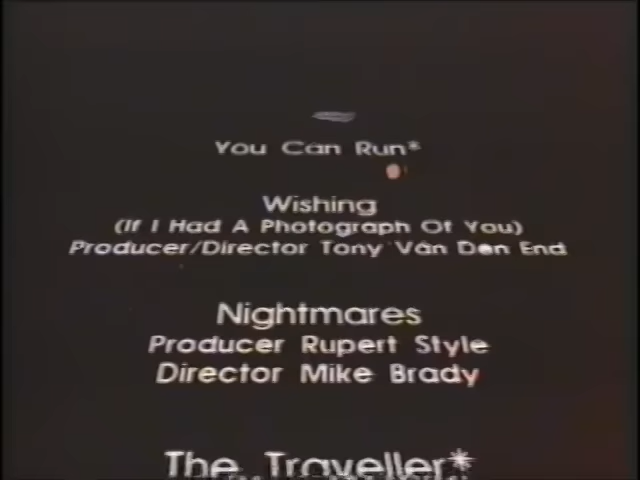 You Can Run*
Wishing
(If I Had A Photograph Of You)
Producer/Director Tony Van Den End
Nightmares
Producer Rupert Style
Director Mike Brady
The Traveller*